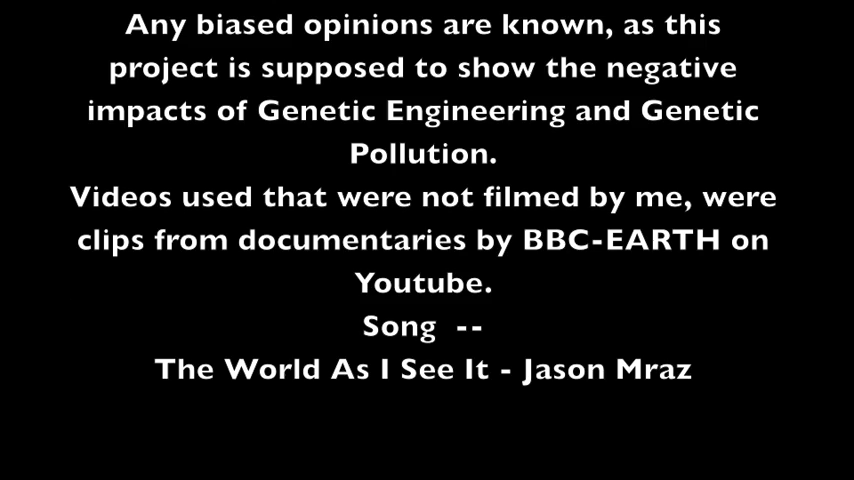 Any biased opinions are known, as this
project is supposed to show the negative
impacts of Genetic Engineering and Genetic
Pollution.
Videos used that were not filmed by me, were
clips from documentaries by BBC-EARTH on
Youtube.
Song  --
The World As I See It - Jason Mraz